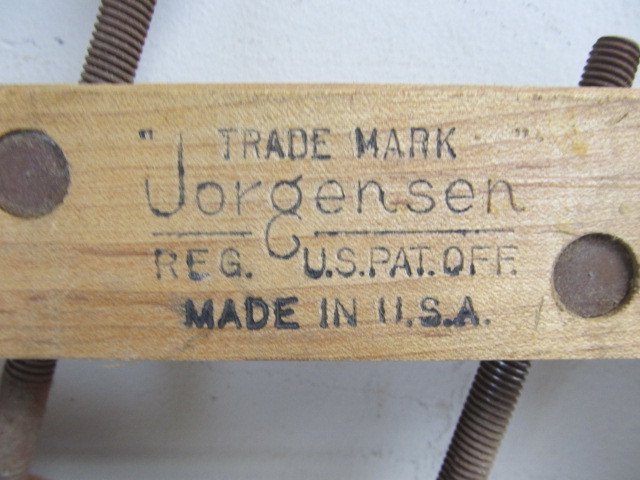 " TRADE MARK "
Jorgensen
REG. U.S.PAT.OFF.
MADE IN U.S.A.